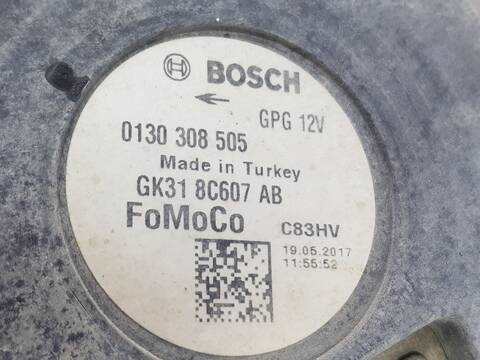 BOSCH
GPG 12V
0130 308 505
Made in Turkey
GK31 8C607 AB
FoMoCo
C83HV
19.05.2017
11:55:52